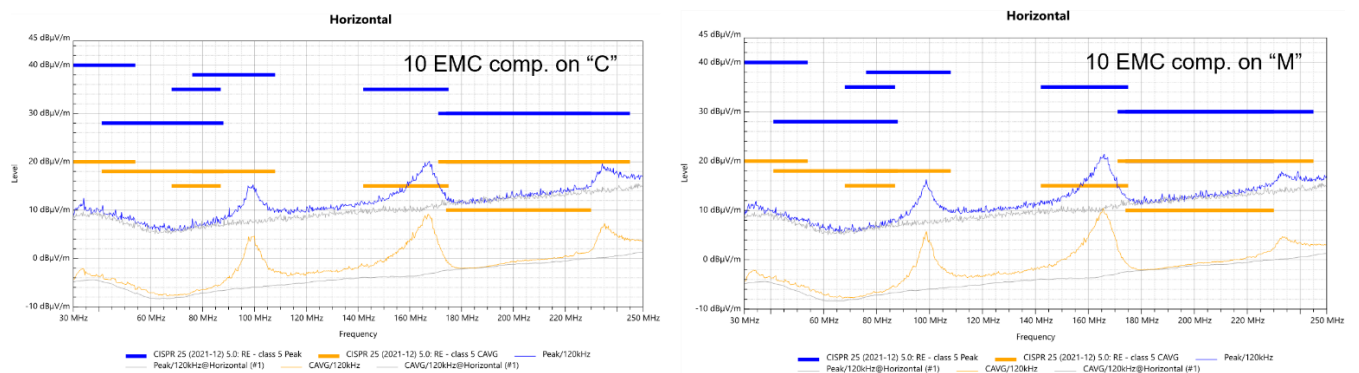 Horizontal
45 dBµV/m
40 dBµV/m
30 dBµV/m
20 dBµV/m
10 dBµV/m
0 dBµV/m
-10 dBµV/m
Level
10 EMC comp. on “C”
30 MHz 60 MHz 80 MHz 100 MHz 120 MHz 140 MHz 160 MHz 180 MHz 200 MHz 220 MHz 250 MHz
Frequency
CISPR 25 (2021-12) 5.0: RE - class 5 Peak CISPR 25 (2021-12) 5.0: RE - class 5 CAVG Peak/120kHz
Peak/120kHz@Horizontal (#1) CAVG/120kHz CAVG/120kHz@Horizontal (#1)
Horizontal
45 dBµV/m
40 dBµV/m
30 dBµV/m
20 dBµV/m
10 dBµV/m
0 dBµV/m
-10 dBµV/m
Level
10 EMC comp. on “M”
30 MHz 60 MHz 80 MHz 100 MHz 120 MHz 140 MHz 160 MHz 180 MHz 200 MHz 220 MHz 250 MHz
Frequency
CISPR 25 (2021-12) 5.0: RE - class 5 Peak CISPR 25 (2021-12) 5.0: RE - class 5 CAVG Peak/120kHz
Peak/120kHz@Horizontal (#1) CAVG/120kHz CAVG/120kHz@Horizontal (#1)